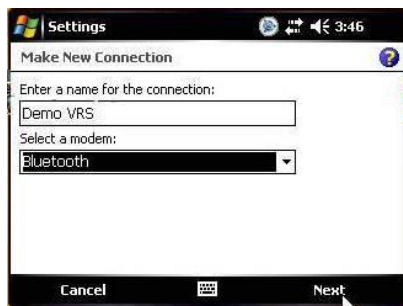 Settings 3:46
Make New Connection
Enter a name for the connection:
Demo VRS
Select a modem:
Bluetooth
Cancel Next